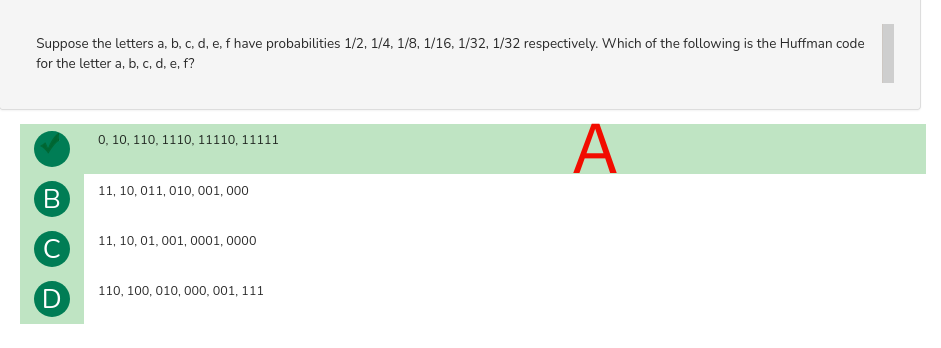 Suppose the letters a, b, c, d, e, f have probabilities 1/2, 1/4, 1/8, 1/16, 1/32, 1/32 respectively. Which of the following is the Huffman code
for the letter a, b, c, d, e, f?
0, 10, 110, 1110, 11110, 11111
A
B
11, 10, 011, 010, 001, 000
C
11, 10, 01, 001, 0001, 0000
D
110, 100, 010, 000, 001, 111